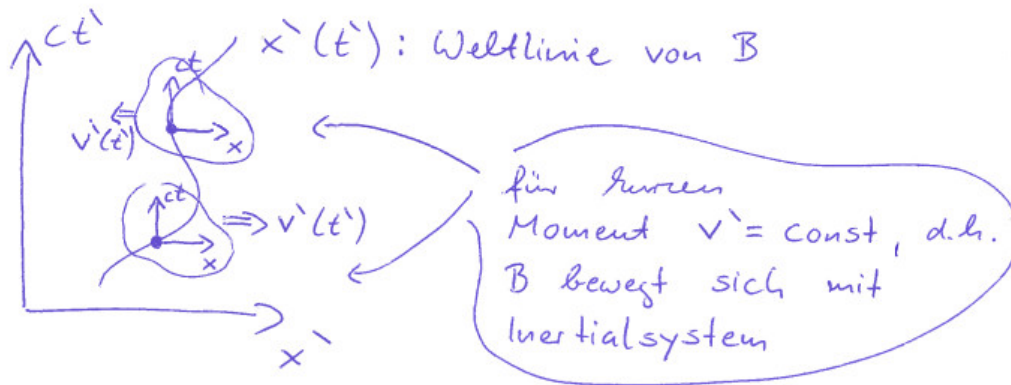 ct`
x`(t`): Weltlinie von B
ct
x
v`(t`)
ct
x
v`(t`)
x`
für kurzen
Moment v` = const, d.h.
B bewegt sich mit
Inertialsystem